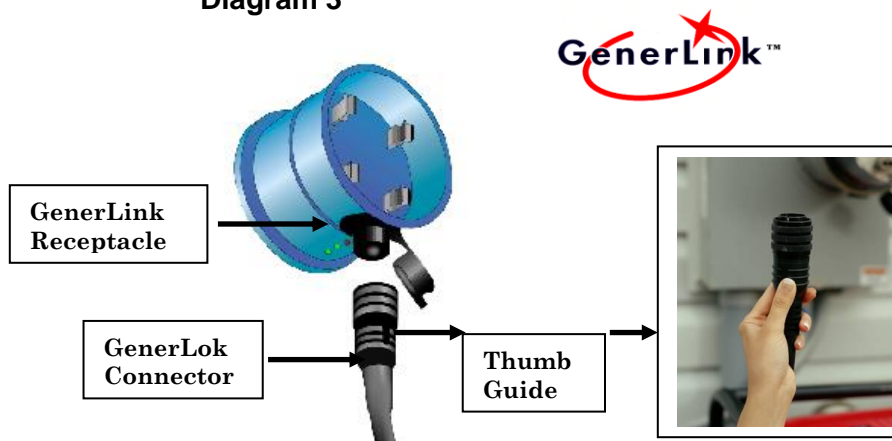 Diagram 3
GenerLink™
GenerLink
Receptacle
GenerLok
Connector
Thumb
Guide